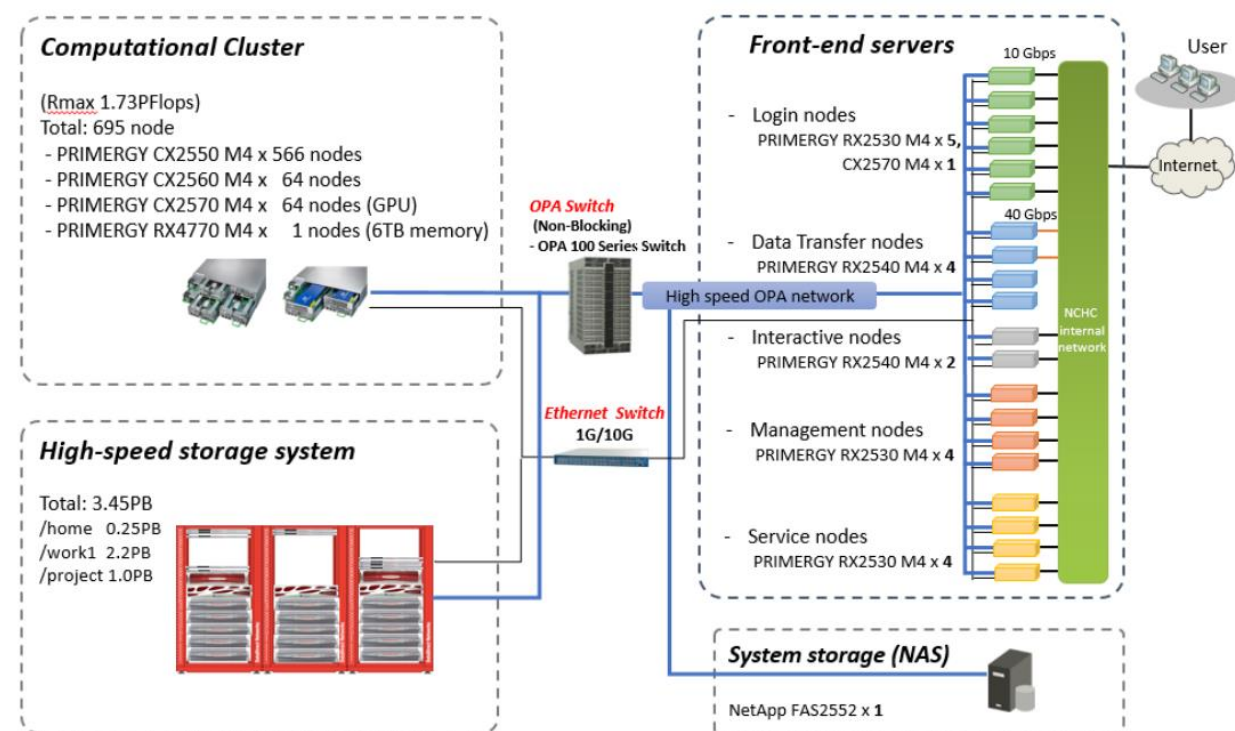 Computational Cluster
(Rmax 1.73PFlops)
Total: 695 node
- PRIMERGY CX2550 M4 x 566 nodes
- PRIMERGY CX2560 M4 x 64 nodes
- PRIMERGY CX2570 M4 x 64 nodes (GPU)
- PRIMERGY RX4770 M4 x 1 nodes (6TB memory)
High-speed storage system
Total: 3.45PB
/home 0.25PB
/work1 2.2PB
/project 1.0PB
OPA Switch
(Non-Blocking)
- OPA 100 Series Switch
High speed OPA network
Ethernet Switch
1G/10G
Front-end servers
10 Gbps
- Login nodes
PRIMERGY RX2530 M4 x 5,
CX2570 M4 x 1
40 Gbps
- Data Transfer nodes
PRIMERGY RX2540 M4 x 4
- Interactive nodes
PRIMERGY RX2540 M4 x 2
- Management nodes
PRIMERGY RX2530 M4 x 4
- Service nodes
PRIMERGY RX2530 M4 x 4
NCHC
internal
network
User
Internet
System storage (NAS)
NetApp FAS2552 x 1